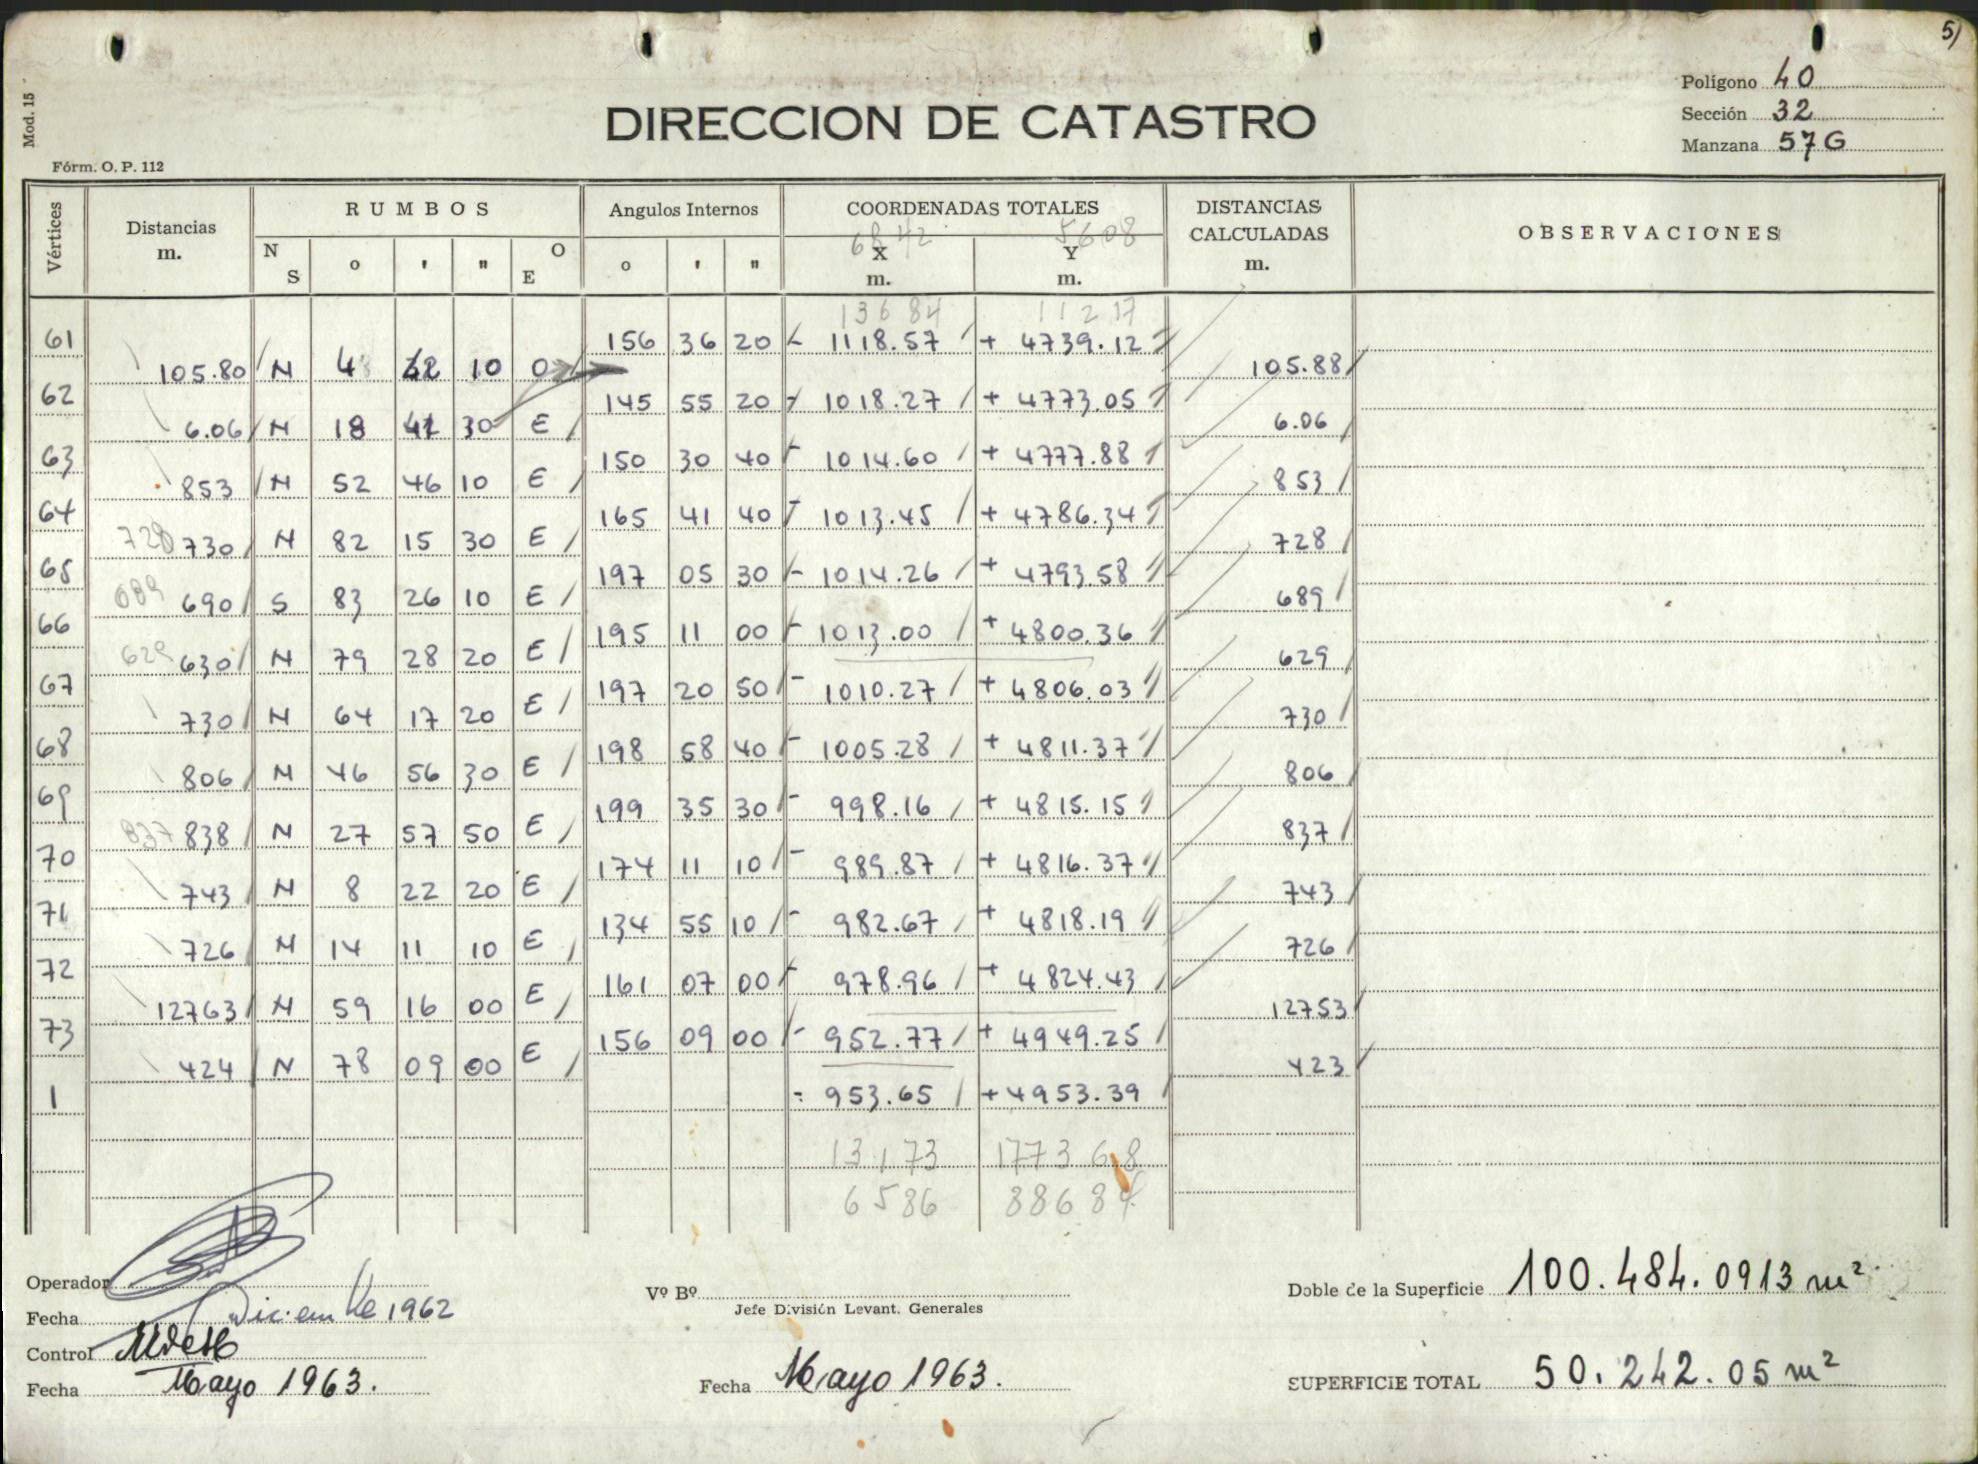 5)
Mod. 15
Polígono 40
Sección 32
Manzana 57G
DIRECCION DE CATASTRO
Fórm. O. P. 112
Vértices
Distancias m.
RUMBOS
N S o ' " O E
Angulos Internos
o ' "
COORDENADAS TOTALES
6842 5608
X m. Y m.
DISTANCIAS CALCULADAS m.
OBSERVACIONES
13684 11217
61 156 36 20 - 1118.57 + 4739.12
105.80 N 4 42 10 O 105.88
62 145 55 20 - 1018.27 + 4773.05
6.06 N 18 41 30 E 6.06
63 150 30 40 - 1014.60 + 4777.88
853 N 52 46 10 E 853
64 165 41 40 - 1013.45 + 4786.34
728 730 N 82 15 30 E 728
65 197 05 30 - 1014.26 + 4793.58
689 690 S 83 26 10 E 689
66 195 11 00 - 1013.00 + 4800.36
629 630 N 79 28 20 E 629
67 197 20 50 - 1010.27 + 4806.03
730 N 64 17 20 E 730
68 198 58 40 - 1005.28 + 4811.37
806 N 46 56 30 E 806
69 199 35 30 - 998.16 + 4815.15
837 838 N 27 57 50 E 837
70 174 11 10 - 989.87 + 4816.37
743 N 8 22 20 E 743
71 134 55 10 - 982.67 + 4818.19
726 N 14 11 10 E 726
72 161 07 00 - 978.96 + 4824.43
12763 N 59 16 00 E 12753
73 156 09 00 - 952.77 + 4949.25
424 N 78 09 00 E 423
1 - 953.65 + 4953.39
13173 177368
6586 88684
Operador
Fecha Diciembre 1962
Control
Fecha Mayo 1963.
Vº Bº
Jefe División Levant. Generales
Fecha Mayo 1963.
Doble de la Superficie 100.484.0913 m²
SUPERFICIE TOTAL 50.242.05 m²